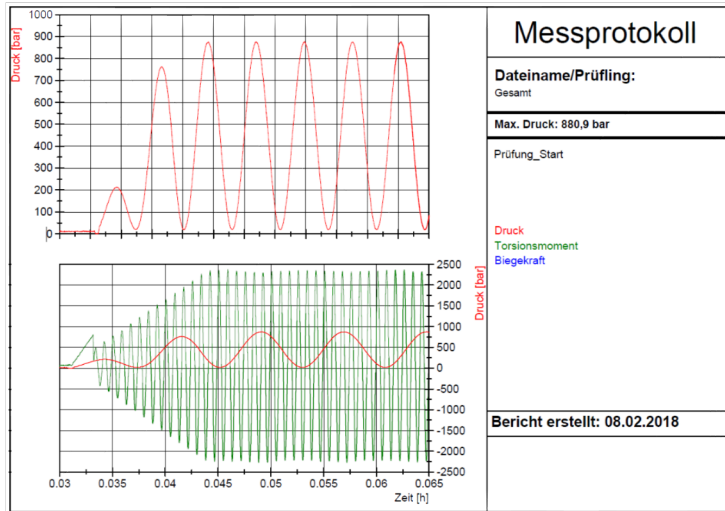 Messprotokoll
Dateiname/Prüfling:
Gesamt
Max. Druck: 880,9 bar
Prüfung_Start
Druck
Torsionsmoment
Biegekraft
Bericht erstellt: 08.02.2018
Druck [bar]
1000
900
800
700
600
500
400
300
200
100
0
Druck [bar]
2500
2000
1500
1000
500
0
-500
-1000
-1500
-2000
-2500
0.03
0.035
0.04
0.045
0.05
0.055
0.06
0.065
Zeit [h]